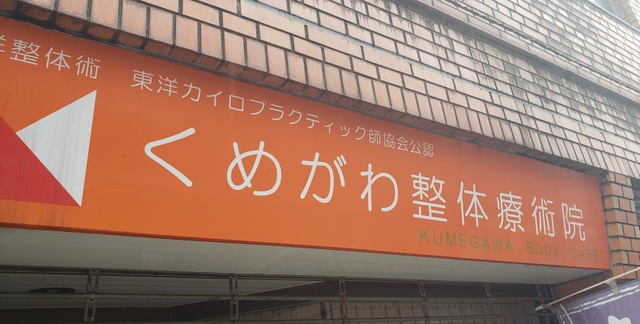 整体術 東洋カイロプラクティック師協会公認
くめがわ整体療術院
KUMEGAWA BODY CARE